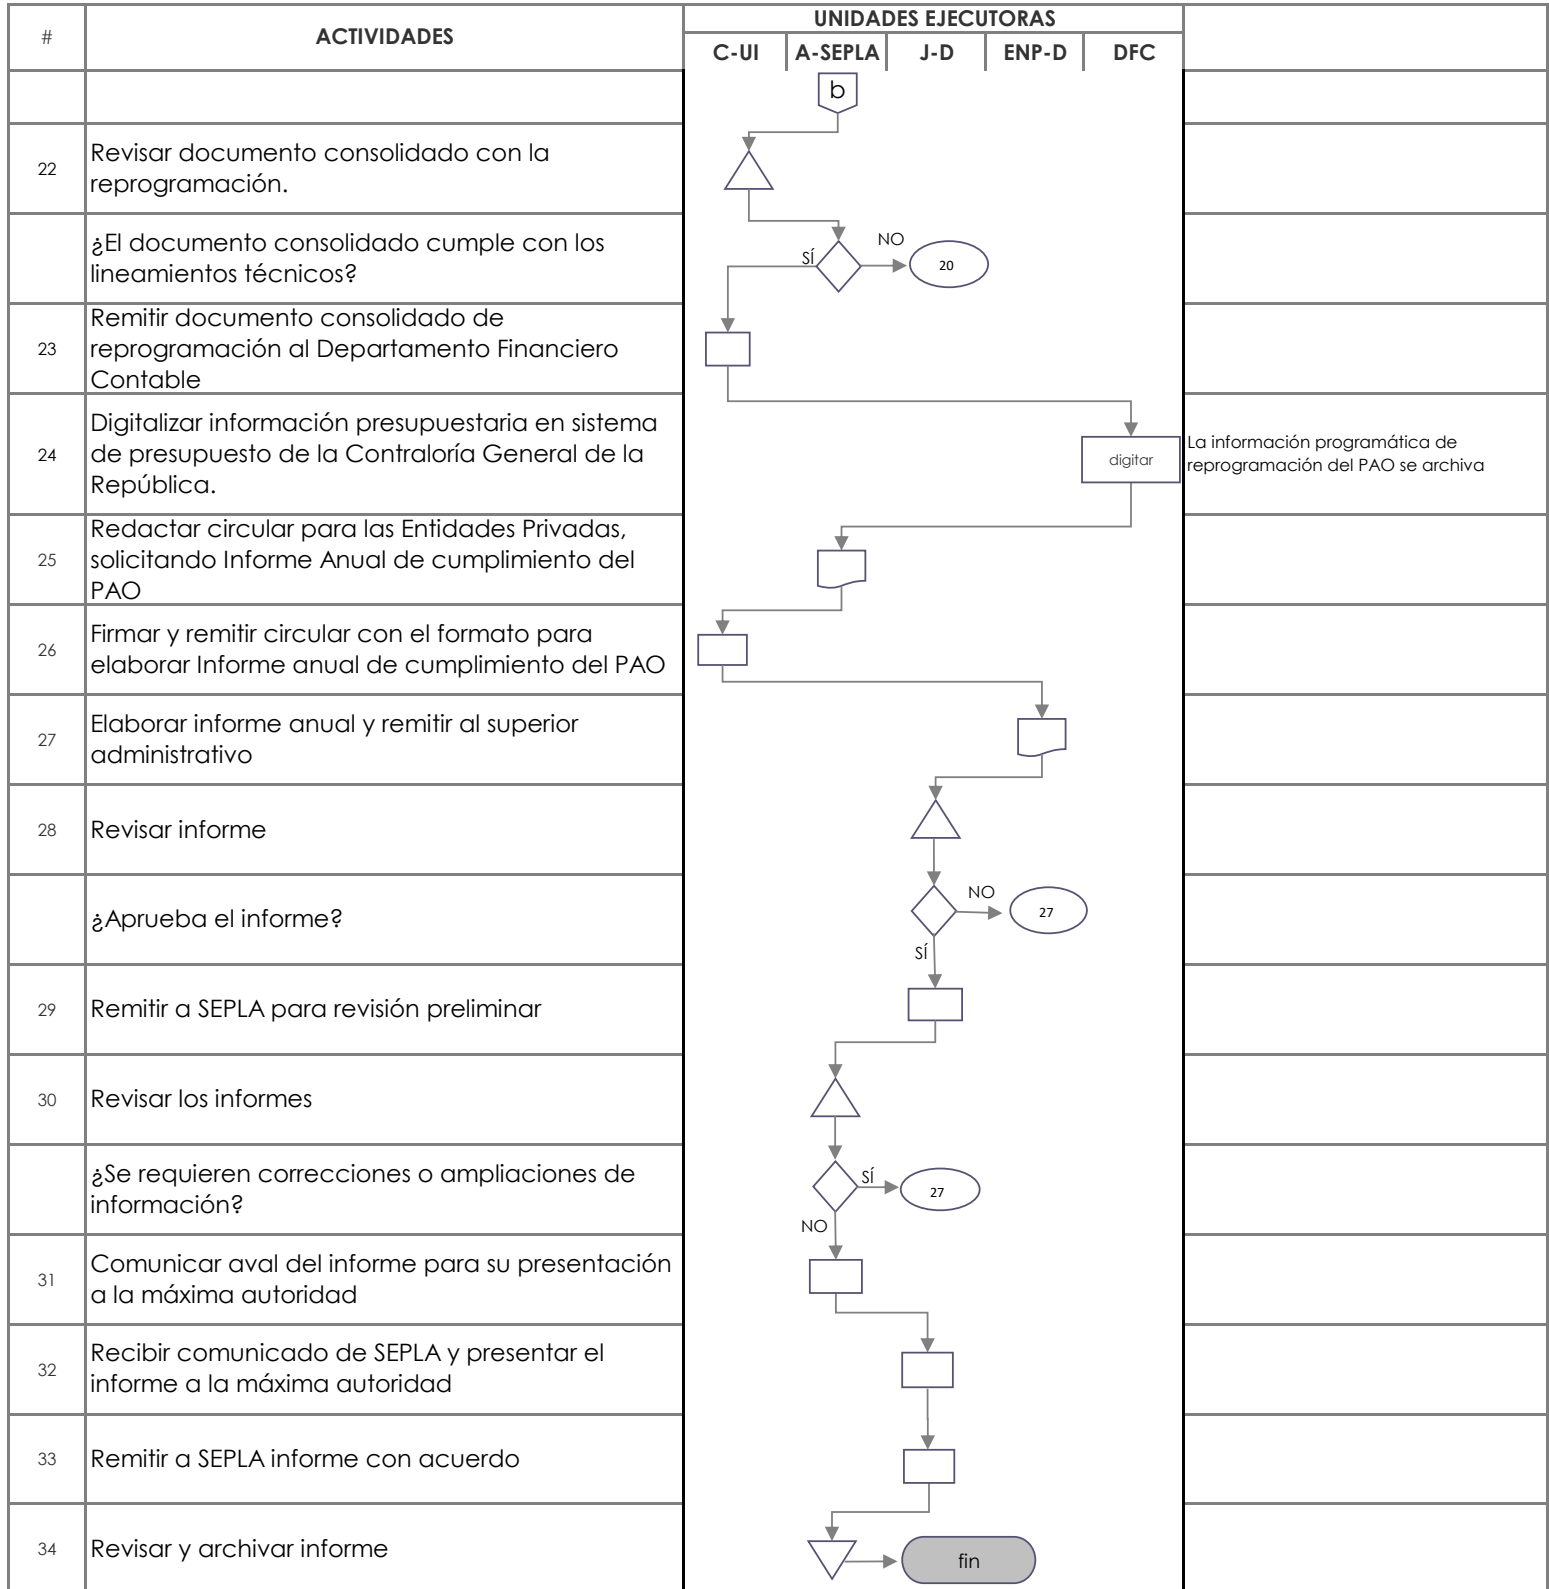 #
ACTIVIDADES
UNIDADES EJECUTORAS
C-UI
A-SEPLA
J-D
ENP-D
DFC
b
22
Revisar documento consolidado con la
reprogramación.
¿El documento consolidado cumple con los
lineamientos técnicos?
SÍ
NO
20
23
Remitir documento consolidado de
reprogramación al Departamento Financiero
Contable
24
Digitalizar información presupuestaria en sistema
de presupuesto de la Contraloría General de la
República.
digitar
La información programática de
reprogramación del PAO se archiva
25
Redactar circular para las Entidades Privadas,
solicitando Informe Anual de cumplimiento del
PAO
26
Firmar y remitir circular con el formato para
elaborar Informe anual de cumplimiento del PAO
27
Elaborar informe anual y remitir al superior
administrativo
28
Revisar informe
¿Aprueba el informe?
NO
27
SÍ
29
Remitir a SEPLA para revisión preliminar
30
Revisar los informes
¿Se requieren correcciones o ampliaciones de
información?
SÍ
27
NO
31
Comunicar aval del informe para su presentación
a la máxima autoridad
32
Recibir comunicado de SEPLA y presentar el
informe a la máxima autoridad
33
Remitir a SEPLA informe con acuerdo
34
Revisar y archivar informe
fin